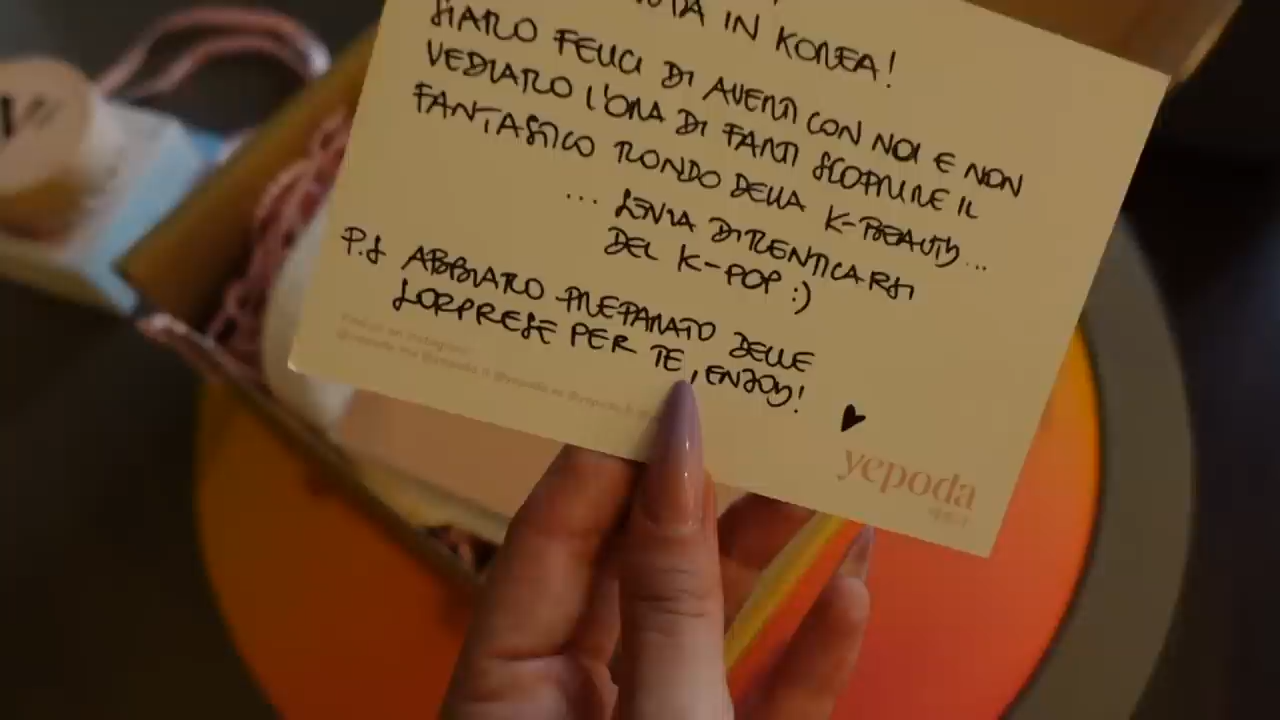 IN KOREA!
SIAMO FELICI DI AVERTI CON NOI E NON
VEDIAMO L'ORA DI FARTI SCOPRIRE IL
FANTASTICO MONDO DELLA K-BEAUTY...
... SENZA DIMENTICARSI
DEL K-POP :)
P.S ABBIAMO PREPARATO DELLE
SORPRESE PER TE, ENJOY!
yepoda